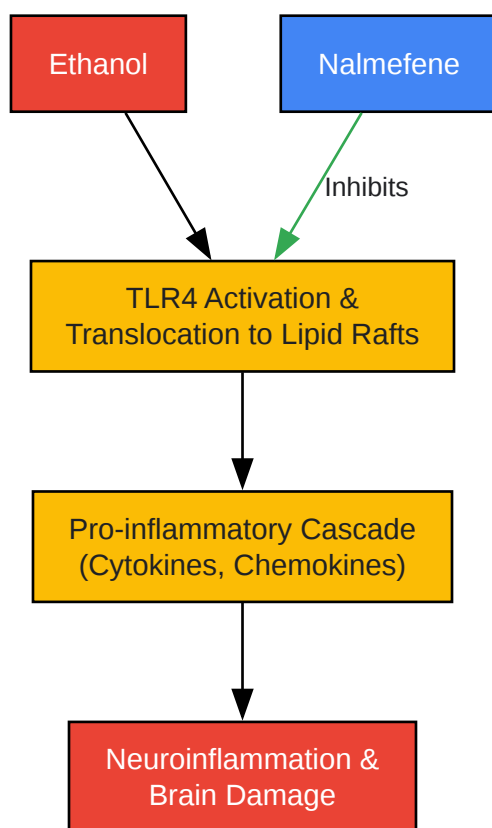 Ethanol
Nalmefene
Inhibits
TLR4 Activation &
Translocation to Lipid Rafts
Pro-inflammatory Cascade
(Cytokines, Chemokines)
Neuroinflammation &
Brain Damage